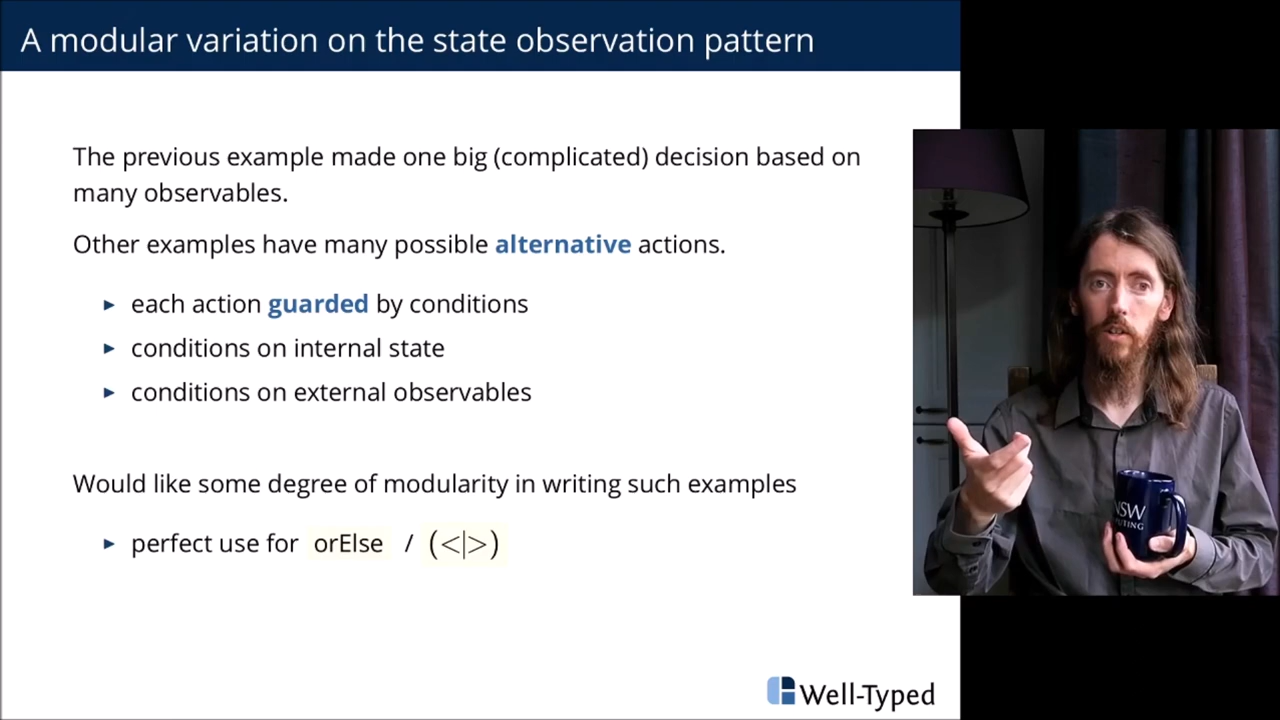 A modular variation on the state observation pattern
The previous example made one big (complicated) decision based on
many observables.
Other examples have many possible alternative actions.
▸ each action guarded by conditions
▸ conditions on internal state
▸ conditions on external observables
Would like some degree of modularity in writing such examples
▸ perfect use for orElse / (<|>)
Well-Typed